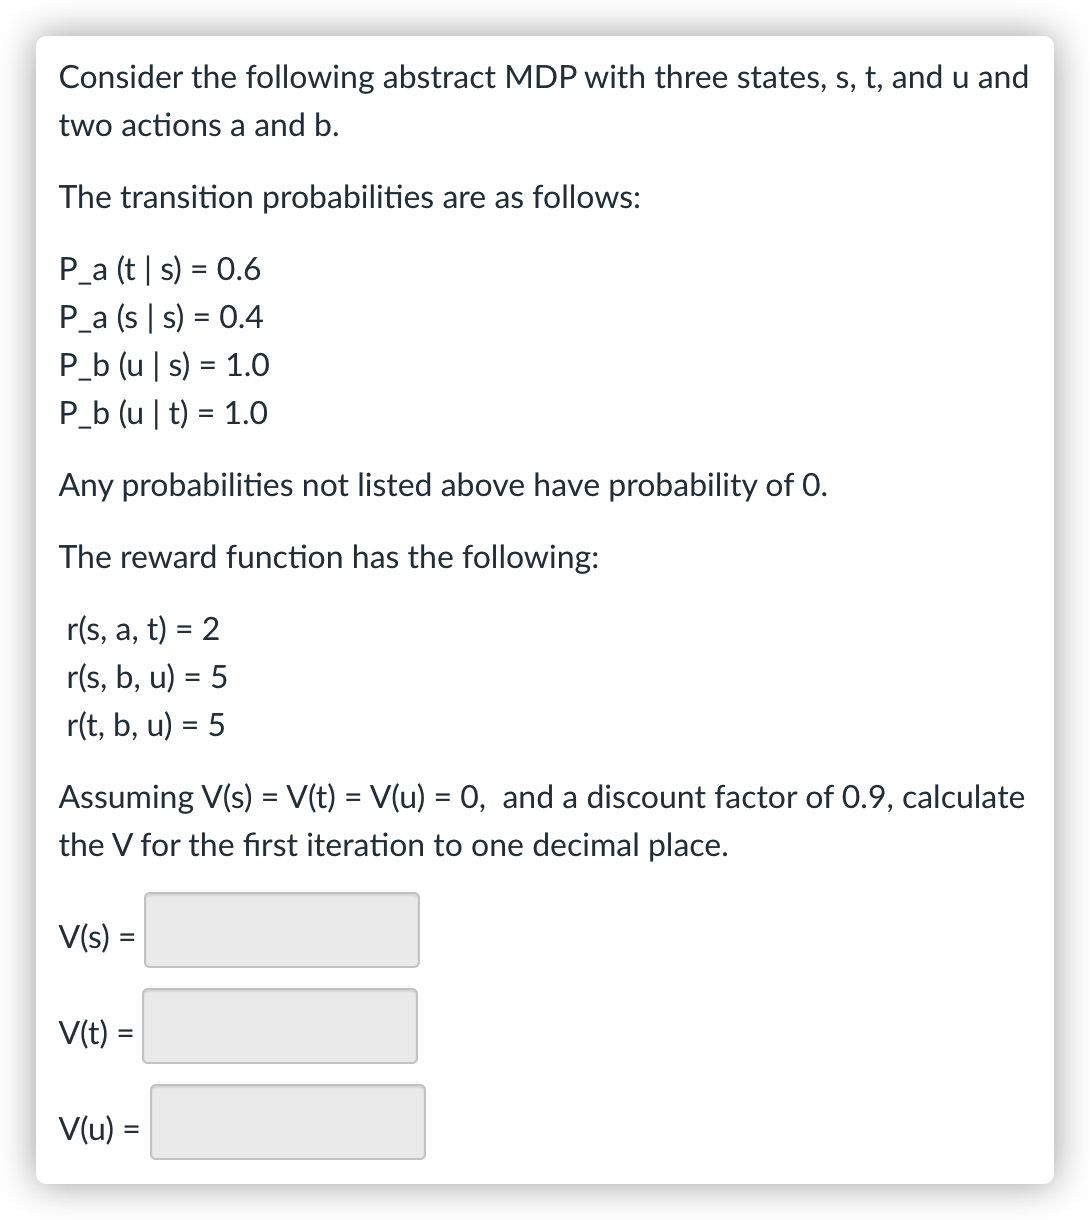 Consider the following abstract MDP with three states, s, t, and u and
two actions a and b.
The transition probabilities are as follows:
P_a (t | s) = 0.6
P_a (s | s) = 0.4
P_b (u | s) = 1.0
P_b (u | t) = 1.0
Any probabilities not listed above have probability of 0.
The reward function has the following:
r(s, a, t) = 2
r(s, b, u) = 5
r(t, b, u) = 5
Assuming V(s) = V(t) = V(u) = 0, and a discount factor of 0.9, calculate
the V for the first iteration to one decimal place.
V(s) =
V(t) =
V(u) =